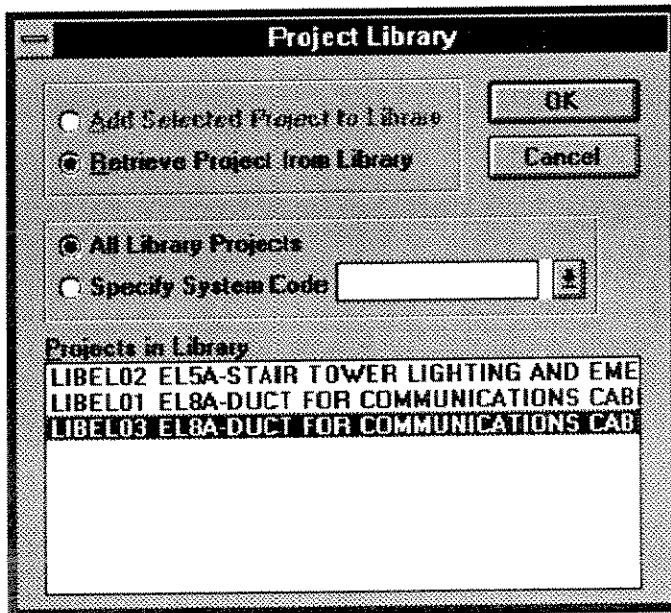 Project Library
Add Selected Project to Library
OK
Retrieve Project from Library
Cancel
All Library Projects
Specify System Code
Projects in Library
LIBEL02 EL5A-STAIR TOWER LIGHTING AND EME
LIBEL01 EL8A-DUCT FOR COMMUNICATIONS CABI
LIBEL03 EL8A-DUCT FOR COMMUNICATIONS CAB